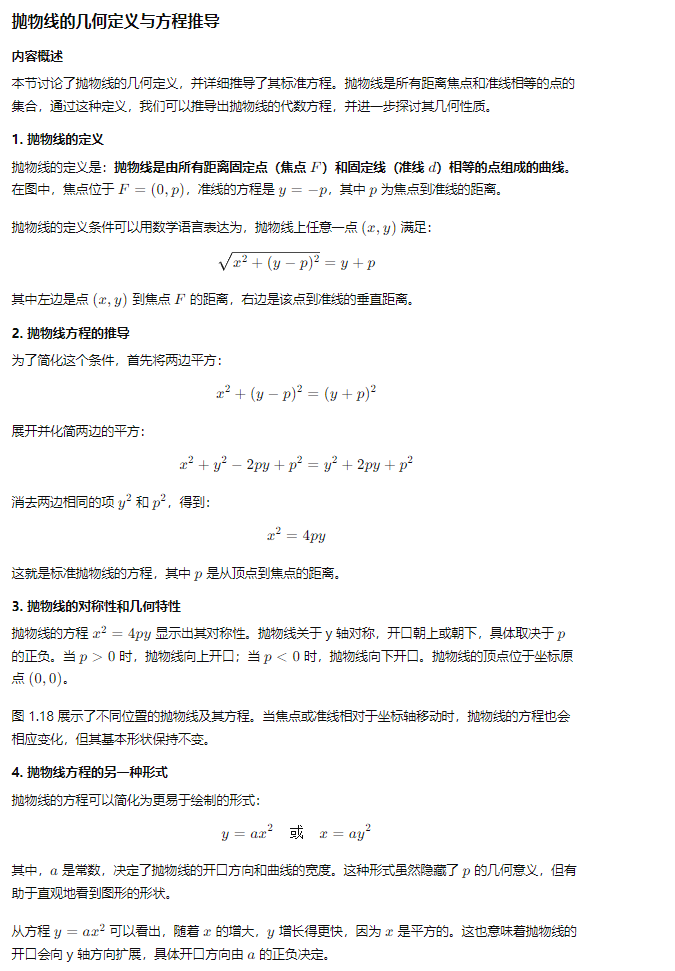 抛物线的几何定义与方程推导
内容概述
本节讨论了抛物线的几何定义，并详细推导了其标准方程。抛物线是所有距离焦点和准线相等的点的
集合，通过这种定义，我们可以推导出抛物线的代数方程，并进一步探讨其几何性质。
1. 抛物线的定义
抛物线的定义是：抛物线是由所有距离固定点（焦点 F）和固定线（准线 d）相等的点组成的曲线。
在图中，焦点位于 F = (0, p)，准线的方程是 y = −p，其中 p 为焦点到准线的距离。
抛物线的定义条件可以用数学语言表达为，抛物线上任意一点 (x, y) 满足：
√(x² + (y − p)²) = y + p
其中左边是点 (x, y) 到焦点 F 的距离，右边是该点到准线的垂直距离。
2. 抛物线方程的推导
为了简化这个条件，首先将两边平方：
x² + (y − p)² = (y + p)²
展开并化简两边的平方：
x² + y² − 2py + p² = y² + 2py + p²
消去两边相同的项 y² 和 p²，得到：
x² = 4py
这就是标准抛物线的方程，其中 p 是从顶点到焦点的距离。
3. 抛物线的对称性和几何特性
抛物线的方程 x² = 4py 显示出其对称性。抛物线关于 y 轴对称，开口朝上或朝下，具体取决于 p
的正负。当 p > 0 时，抛物线向上开口；当 p < 0 时，抛物线向下开口。抛物线的顶点位于坐标原
点 (0, 0)。
图 1.18 展示了不同位置的抛物线及其方程。当焦点或准线相对于坐标轴移动时，抛物线的方程也会
相应变化，但其基本形状保持不变。
4. 抛物线方程的另一种形式
抛物线的方程可以简化为更易于绘制的形式：
y = ax² 或 x = ay²
其中，a 是常数，决定了抛物线的开口方向和曲线的宽度。这种形式虽然隐藏了 p 的几何意义，但有
助于直观地看到图形的形状。
从方程 y = ax² 可以看出，随着 x 的增大，y 增长得更快，因为 x 是平方的。这也意味着抛物线的
开口会向 y 轴方向扩展，具体开口方向由 a 的正负决定。